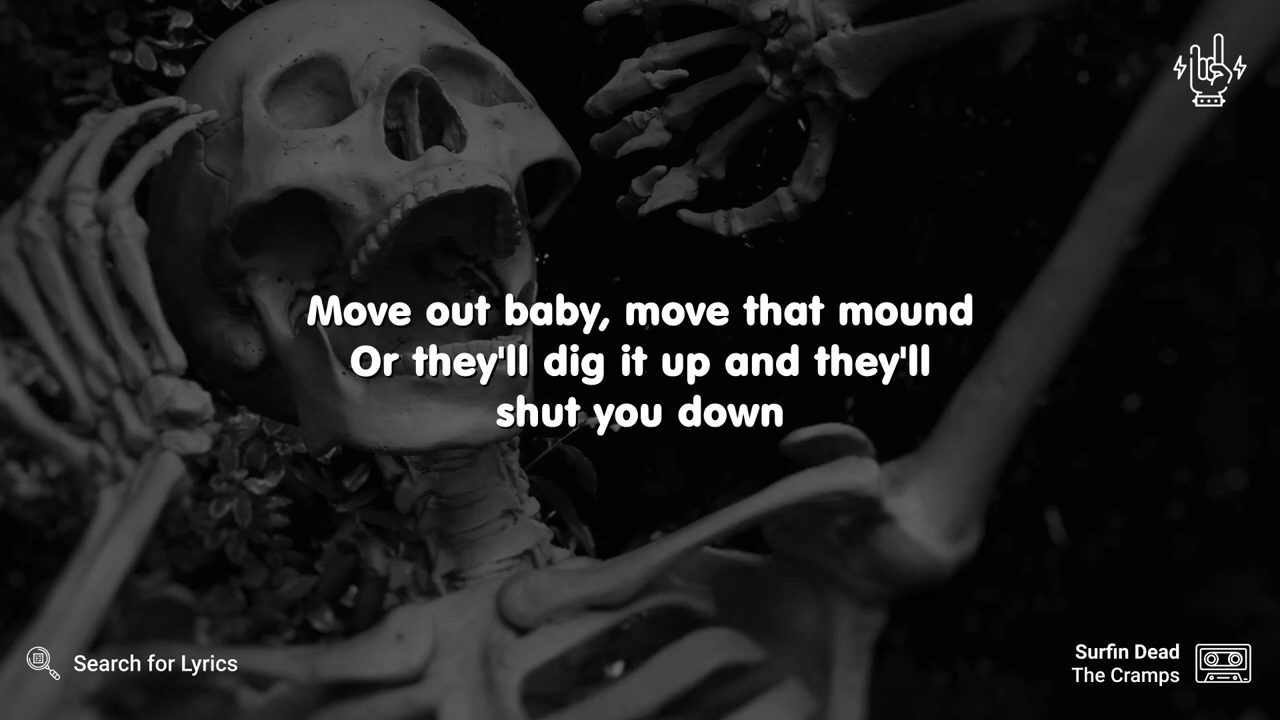 Move out baby, move that mound
Or they'll dig it up and they'll
shut you down
Search for Lyrics
Surfin Dead
The Cramps